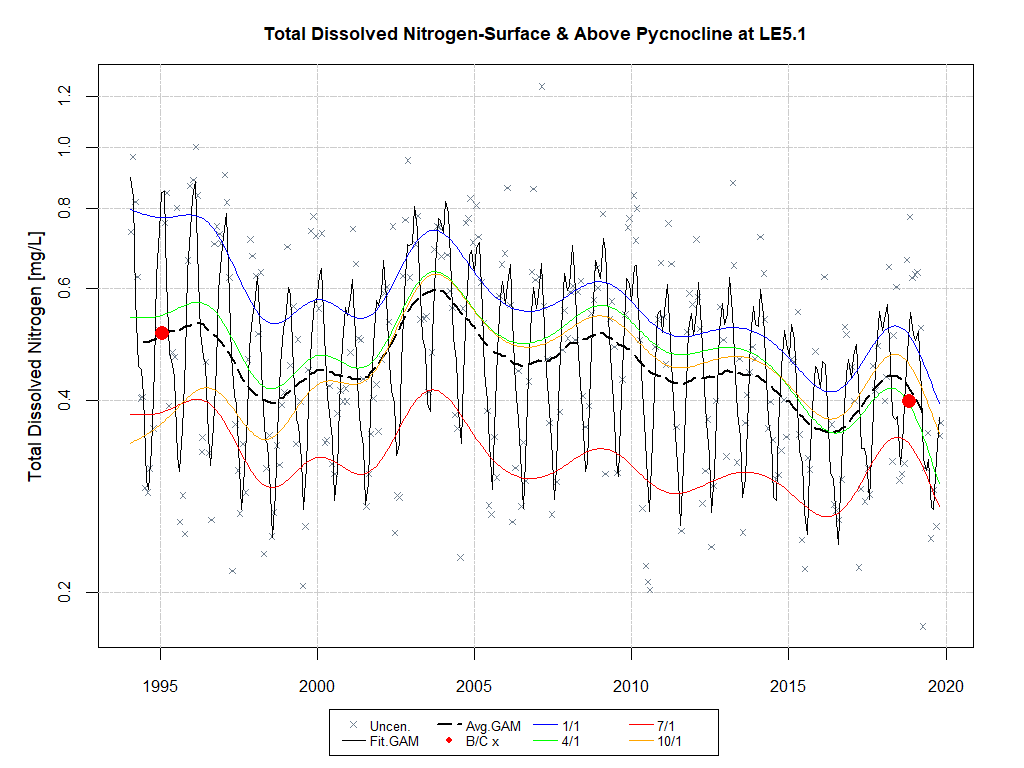 Total Dissolved Nitrogen-Surface & Above Pycnocline at LE5.1
Total Dissolved Nitrogen [mg/L]
1.2
1.0
0.8
0.6
0.4
0.2
1995 2000 2005 2010 2015 2020
Uncen. Avg.GAM 1/1 7/1
Fit.GAM B/C x 4/1 10/1